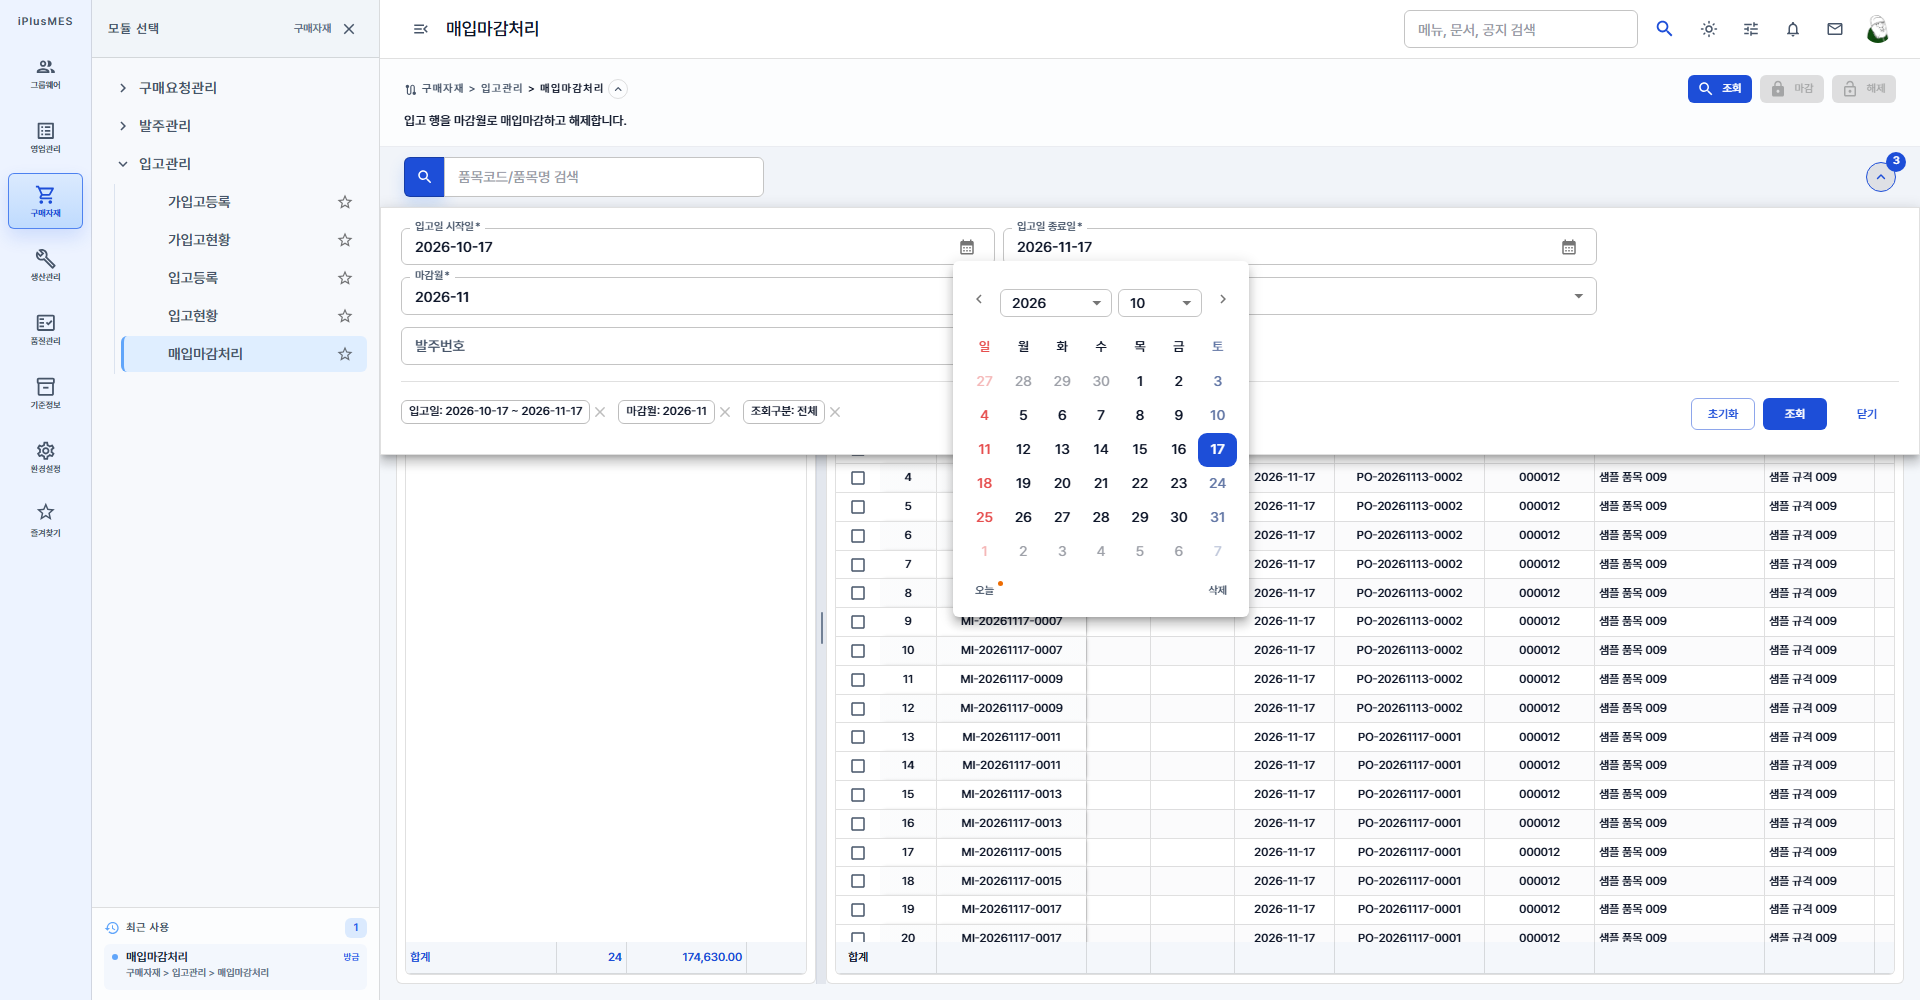 iPlusMES
그룹웨어
영업관리
구매자재
생산관리
품질관리
기준정보
환경설정
즐겨찾기
모듈 선택
구매자재
구매요청관리
발주관리
입고관리
가입고등록
가입고현황
입고등록
입고현황
매입마감처리
최근 사용
1
매입마감처리
방금
구매자재 > 입고관리 > 매입마감처리
매입마감처리
메뉴, 문서, 공지 검색
구매자재 > 입고관리 > 매입마감처리
입고 행을 마감월로 매입마감하고 해제합니다.
조회
마감
해제
품목코드/품목명 검색
3
입고일 시작일*
2026-10-17
입고일 종료일*
2026-11-17
마감월*
2026-11
발주번호
입고일: 2026-10-17 ~ 2026-11-17
마감월: 2026-11
조회구분: 전체
초기화
조회
닫기
2026
10
일 월 화 수 목 금 토
27 28 29 30 1 2 3
4 5 6 7 8 9 10
11 12 13 14 15 16 17
18 19 20 21 22 23 24
25 26 27 28 29 30 31
1 2 3 4 5 6 7
오늘
삭제
4 2026-11-17 PO-20261113-0002 000012 샘플 품목 009 샘플 규격 009
5 2026-11-17 PO-20261113-0002 000012 샘플 품목 009 샘플 규격 009
6 2026-11-17 PO-20261113-0002 000012 샘플 품목 009 샘플 규격 009
7 2026-11-17 PO-20261113-0002 000012 샘플 품목 009 샘플 규격 009
8 2026-11-17 PO-20261113-0002 000012 샘플 품목 009 샘플 규격 009
9 MI-20261117-0007 2026-11-17 PO-20261113-0002 000012 샘플 품목 009 샘플 규격 009
10 MI-20261117-0007 2026-11-17 PO-20261113-0002 000012 샘플 품목 009 샘플 규격 009
11 MI-20261117-0009 2026-11-17 PO-20261113-0002 000012 샘플 품목 009 샘플 규격 009
12 MI-20261117-0009 2026-11-17 PO-20261113-0002 000012 샘플 품목 009 샘플 규격 009
13 MI-20261117-0011 2026-11-17 PO-20261117-0001 000012 샘플 품목 009 샘플 규격 009
14 MI-20261117-0011 2026-11-17 PO-20261117-0001 000012 샘플 품목 009 샘플 규격 009
15 MI-20261117-0013 2026-11-17 PO-20261117-0001 000012 샘플 품목 009 샘플 규격 009
16 MI-20261117-0013 2026-11-17 PO-20261117-0001 000012 샘플 품목 009 샘플 규격 009
17 MI-20261117-0015 2026-11-17 PO-20261117-0001 000012 샘플 품목 009 샘플 규격 009
18 MI-20261117-0015 2026-11-17 PO-20261117-0001 000012 샘플 품목 009 샘플 규격 009
19 MI-20261117-0017 2026-11-17 PO-20261117-0001 000012 샘플 품목 009 샘플 규격 009
20 MI-20261117-0017 2026-11-17 PO-20261117-0001 000012 샘플 품목 009 샘플 규격 009
합계 24 174,630.00
합계